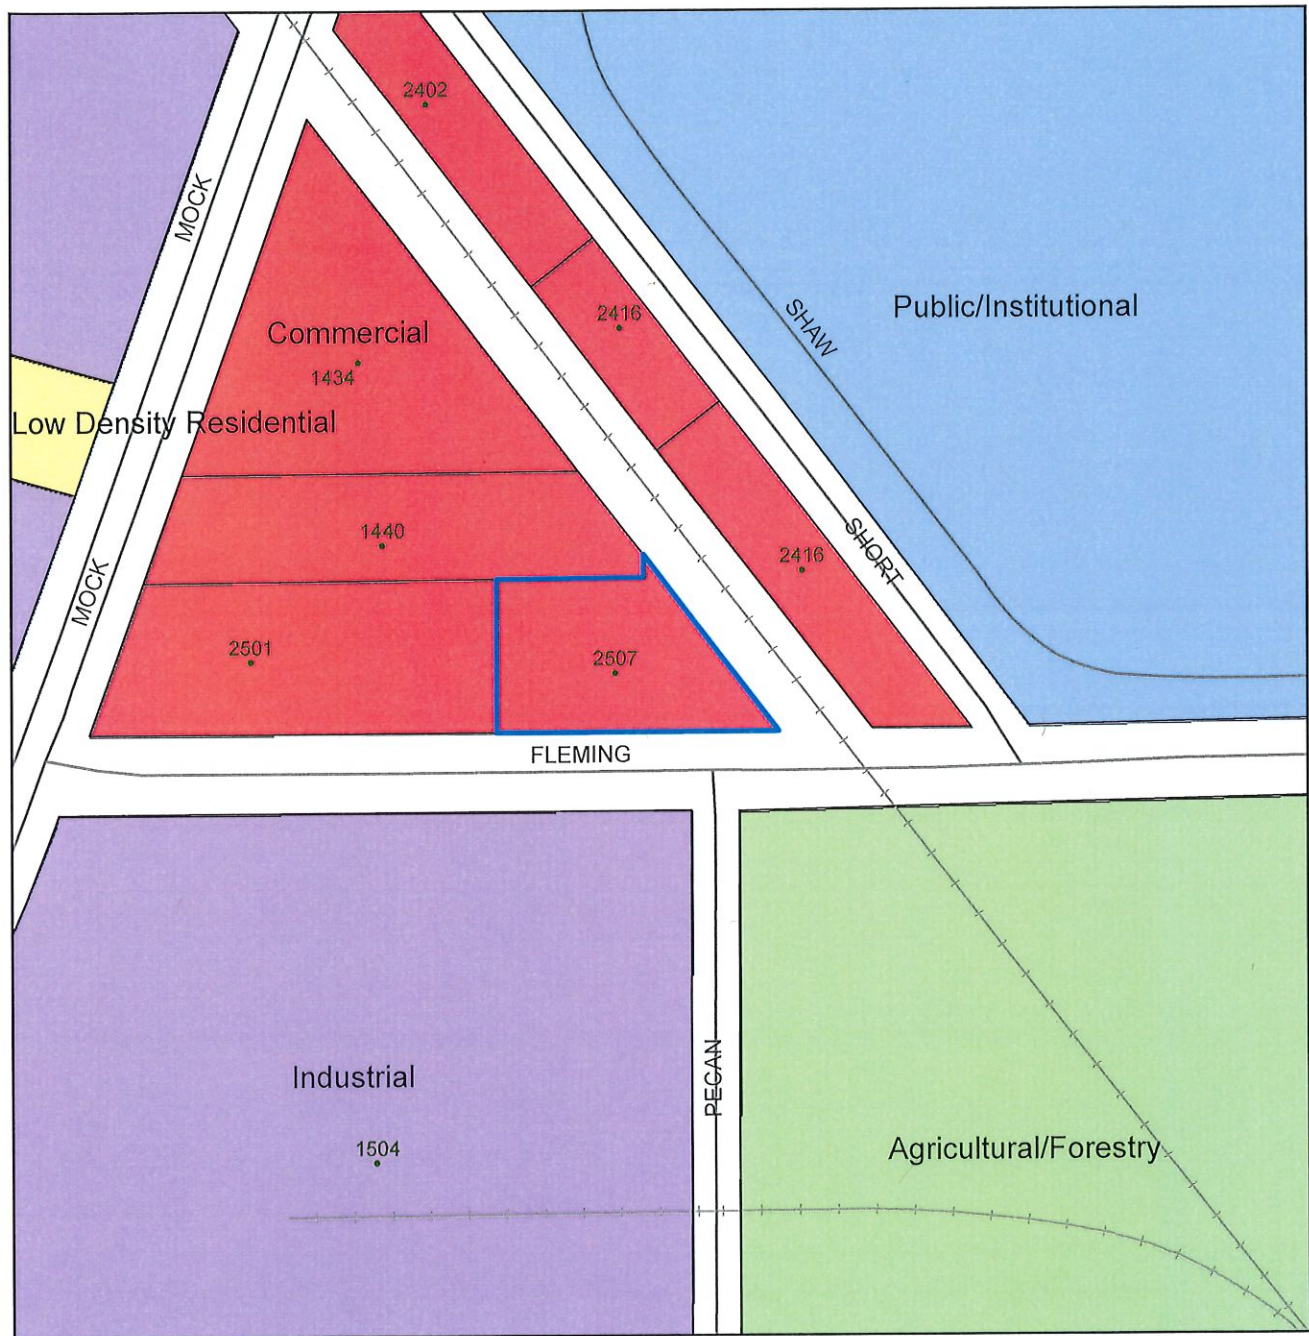 2402
MOCK
2416
SHAW
Public/Institutional
Commercial
1434
Low Density Residential
1440
SHORT
2416
MOCK
2501
2507
FLEMING
PECAN
Industrial
1504
Agricultural/Forestry